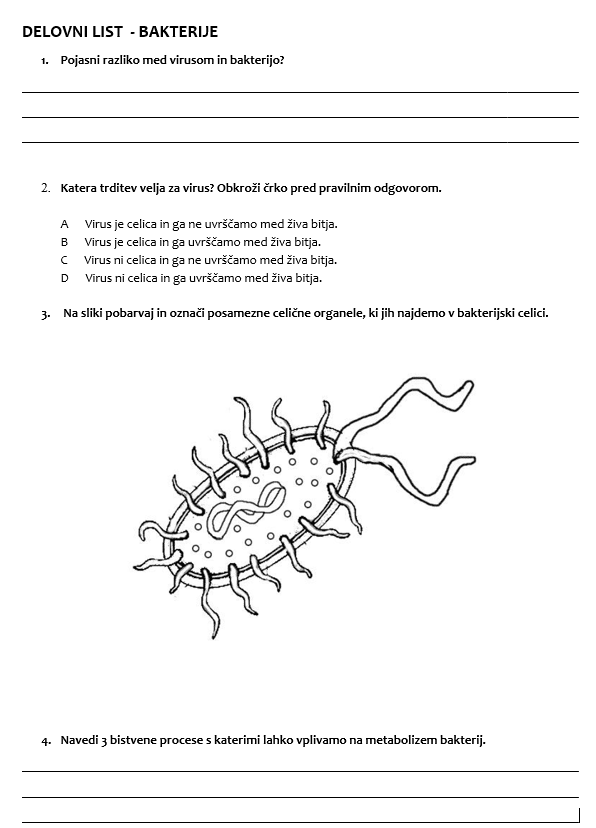 DELOVNI LIST - BAKTERIJE
1. Pojasni razliko med virusom in bakterijo?
2. Katera trditev velja za virus? Obkroži črko pred pravilnim odgovorom.
A Virus je celica in ga ne uvrščamo med živa bitja.
B Virus je celica in ga uvrščamo med živa bitja.
C Virus ni celica in ga ne uvrščamo med živa bitja.
D Virus ni celica in ga uvrščamo med živa bitja.
3. Na sliki pobarvaj in označi posamezne celične organele, ki jih najdemo v bakterijski celici.
4. Navedi 3 bistvene procese s katerimi lahko vplivamo na metabolizem bakterij.